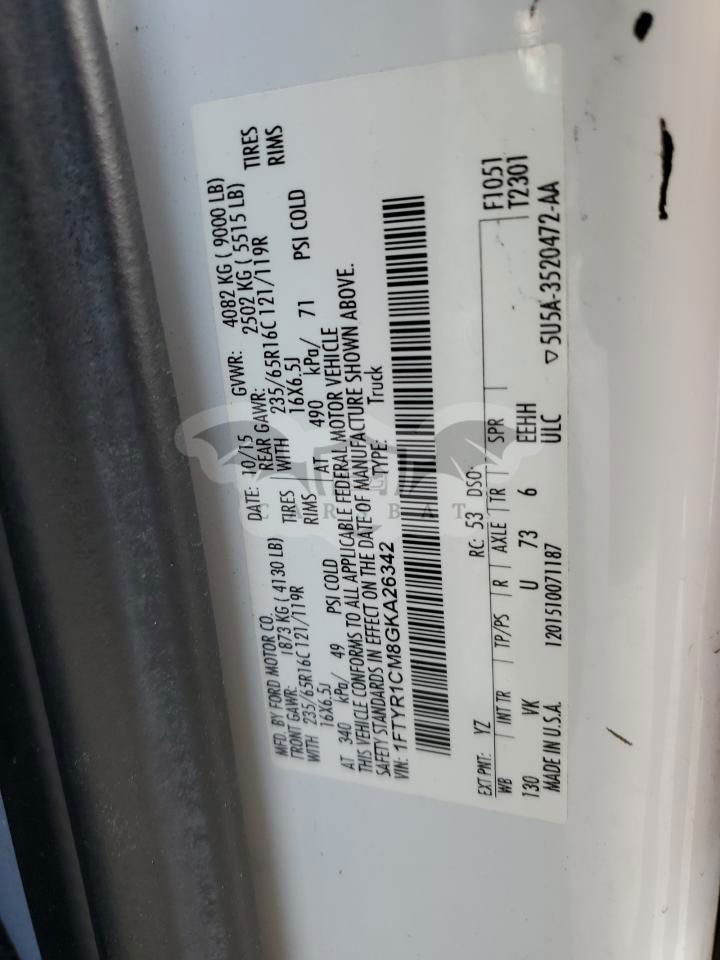 MFD. BY FORD MOTOR CO.
DATE: 10/15 GVWR: 4082 KG ( 9000 LB)
FRONT GAWR: 1873 KG ( 4130 LB) REAR GAWR: 2502 KG ( 5515 LB)
WITH 235/65R16C 121/119R TIRES WITH 235/65R16C 121/119R TIRES
16X6.5J RIMS 16X6.5J RIMS
AT 340 kPa/ 49 PSI COLD AT 490 kPa/ 71 PSI COLD
THIS VEHICLE CONFORMS TO ALL APPLICABLE FEDERAL MOTOR VEHICLE
SAFETY STANDARDS IN EFFECT ON THE DATE OF MANUFACTURE SHOWN ABOVE.
VIN: 1FTYR1CM8GKA26342 TYPE: Truck
EXT PNT: YZ RC: 53 DSO: F1051
WB INT TR TP/PS R AXLE TR SPR T2301
130 VK U 73 6 EEHH
MADE IN U.S.A. 1201510071187 ULC ▽5U5A-3520472-AA
CARSBAT